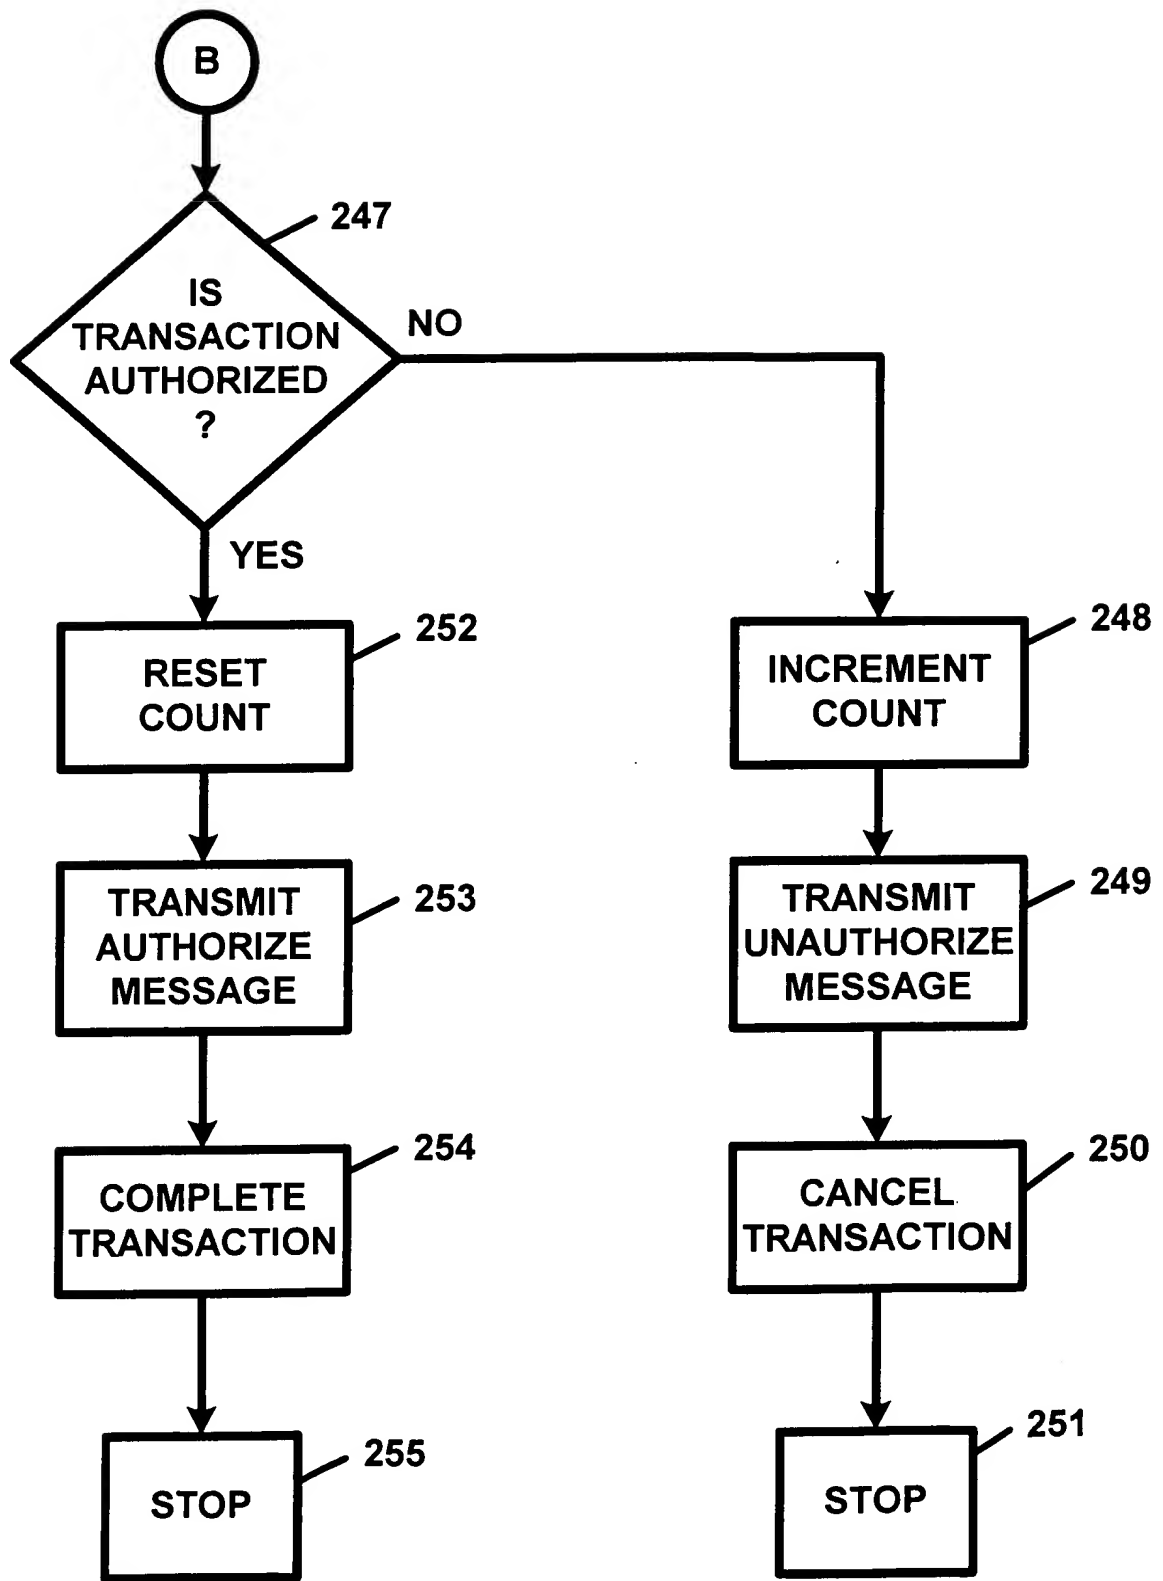 B
247
IS
TRANSACTION
AUTHORIZED
?
NO
YES
252
RESET
COUNT
248
INCREMENT
COUNT
253
TRANSMIT
AUTHORIZE
MESSAGE
249
TRANSMIT
UNAUTHORIZE
MESSAGE
254
COMPLETE
TRANSACTION
250
CANCEL
TRANSACTION
255
STOP
251
STOP